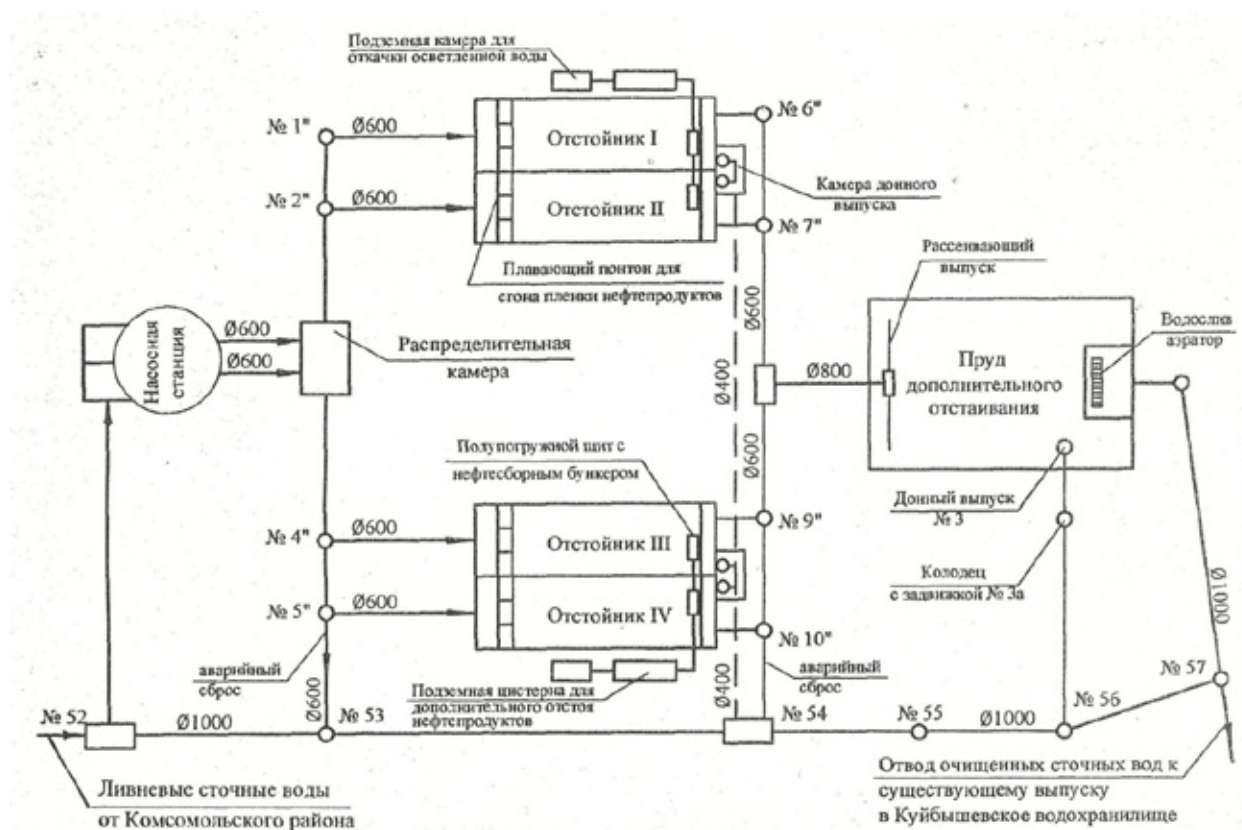 Подземная камера для
откачки осветленной воды
№ 1"
Ø600
Отстойник I
№ 6"
№ 2"
Ø600
Отстойник II
Камера донного
выпуска
№ 7"
Плавающий понтон для
сгона пленки нефтепродуктов
Рассеивающий
выпуск
Ø600
Насосная
станция
Ø600
Ø600
Распределительная
камера
Ø400
Ø800
Пруд
дополнительного
отстаивания
Водослив
аэратор
Полупогружной щит с
нефтесборным бункером
Ø600
Донный выпуск
№ 3
№ 4"
Ø600
Отстойник III
№ 9"
Колодец
с задвижкой № 3а
№ 5"
Ø600
Отстойник IV
№ 10"
Ø1000
аварийный
сброс
Ø600
Подземная цистерна для
дополнительного отстоя
нефтепродуктов
Ø400
аварийный
сброс
№ 52
Ø1000
№ 53
№ 54
№ 55
Ø1000
№ 56
№ 57
Ливневые сточные воды
от Комсомольского района
Отвод очищенных сточных вод к
существующему выпуску
в Куйбышевское водохранилище